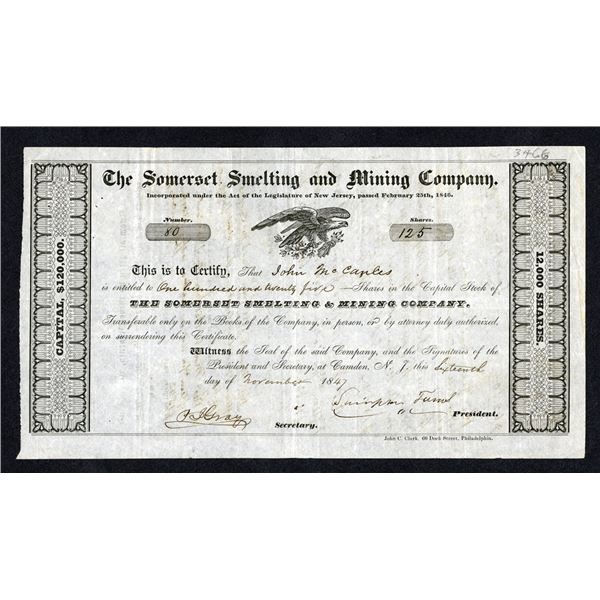 3466
The Somerset Smelting and Mining Company.
Incorporated under the Act of the Legislature of New Jersey, passed February 25th, 1846.
Number. Shares.
80 125
This is to Certify, That John McCaples
is entitled to One hundred and twenty five — Shares in the Capital Stock of
THE SOMERSET SMELTING & MINING COMPANY,
Transferable only on the Books of the Company, in person, or by attorney duly authorized,
on surrendering this Certificate.
Witness the Seal of the said Company, and the Signatures of the
President and Secretary, at Camden, N. J. this Sixteenth
day of November 1847
Gray
President.
Secretary.
John C. Clark. 60 Dock Street, Philadelphia.
CAPITAL, $120,000.
12,000 SHARES.